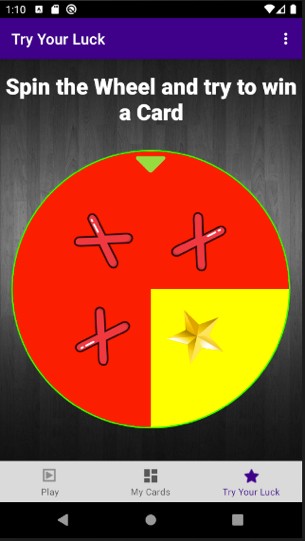 1:10
Try Your Luck
Spin the Wheel and try to win
a Card
Play
My Cards
Try Your Luck